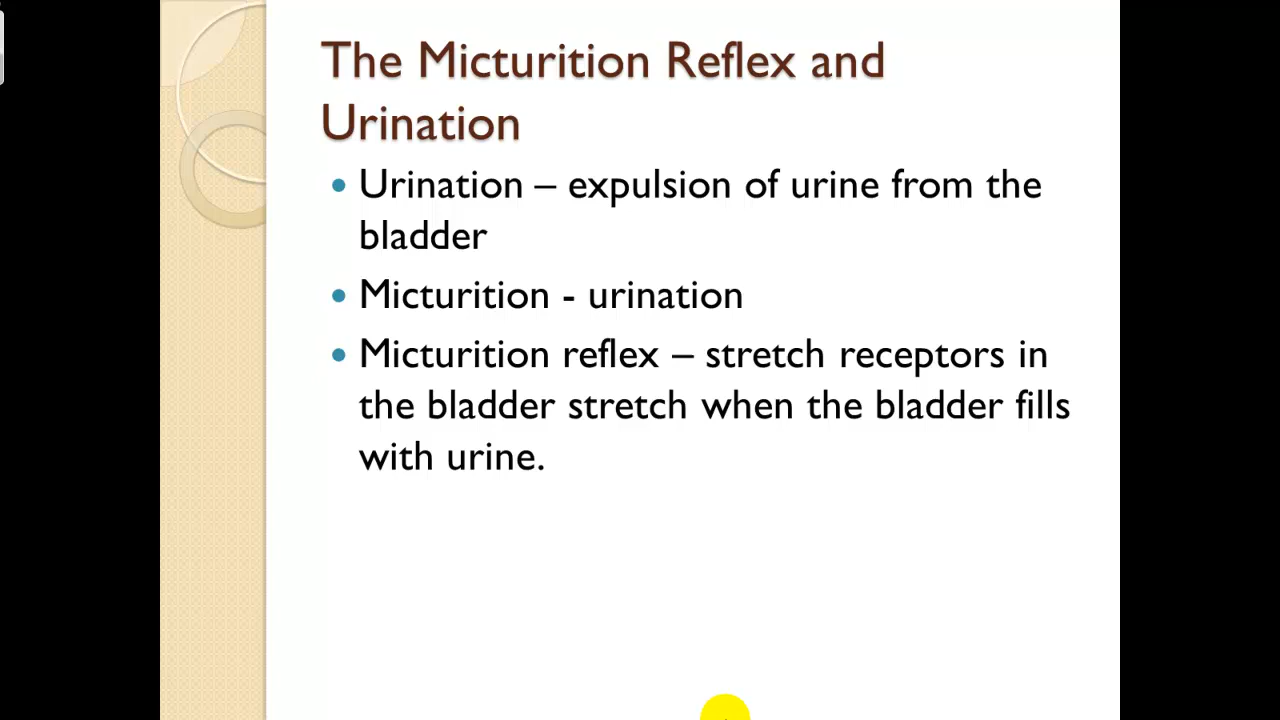 The Micturition Reflex and
Urination
• Urination – expulsion of urine from the
bladder
• Micturition - urination
• Micturition reflex – stretch receptors in
the bladder stretch when the bladder fills
with urine.